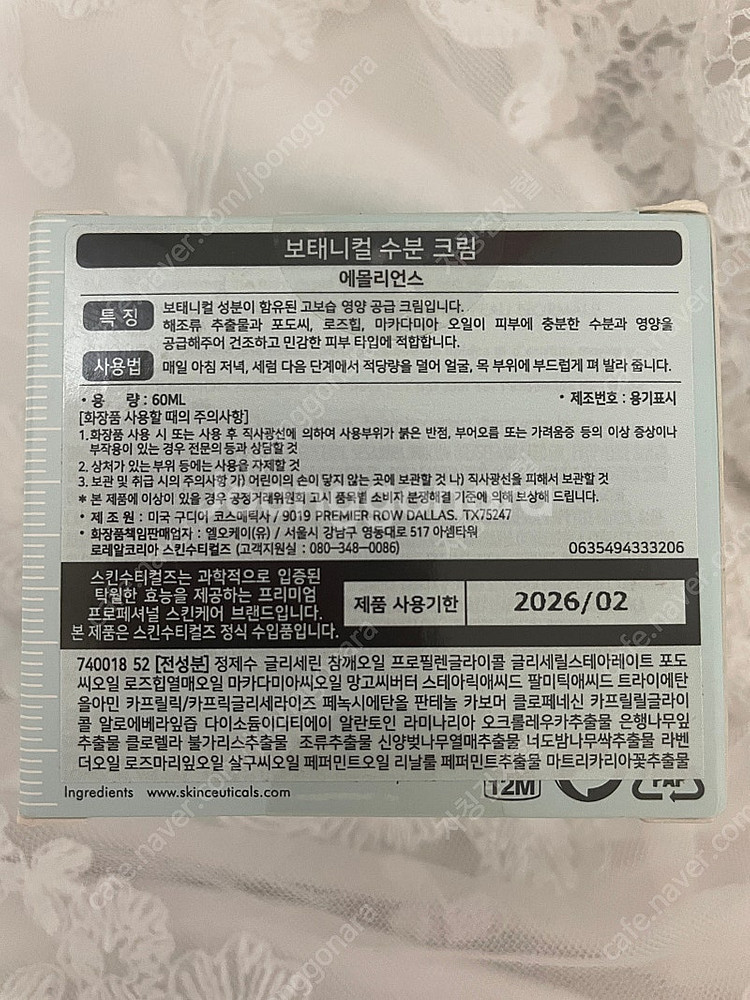 보태니컬 수분 크림
에몰리언스
특 징
보태니컬 성분이 함유된 고보습 영양 공급 크림입니다.
해조류 추출물과 포도씨, 로즈힙, 마카다미아 오일이 피부에 충분한 수분과 영양을
공급해주어 건조하고 민감한 피부 타입에 적합합니다.
사용법
매일 아침 저녁, 세럼 다음 단계에서 적당량을 덜어 얼굴, 목 부위에 부드럽게 펴 발라 줍니다.
• 용 량 : 60ML • 제조번호 : 용기표시
[화장품 사용할 때의 주의사항]
1. 화장품 사용 시 또는 사용 후 직사광선에 의하여 사용부위가 붉은 반점, 부어오름 또는 가려움증 등의 이상 증상이나
부작용이 있는 경우 전문의 등과 상담할 것
2. 상처가 있는 부위 등에는 사용을 자제할 것
3. 보관 및 취급 시의 주의사항 가) 어린이의 손이 닿지 않는 곳에 보관할 것 나) 직사광선을 피해서 보관할 것
* 본 제품에 이상이 있을 경우 공정거래위원회 고시 품목별 소비자 분쟁해결 기준에 의해 보상해 드립니다.
• 제 조 원 : 미국 구디어 코스메틱사 / 9019 PREMIER ROW DALLAS. TX75247
• 화장품책임판매업자 : 엘오케이(유) / 서울시 강남구 영동대로 517 아셈타워
로레알코리아 스킨수티컬즈 (고객지원실 : 080-348-0086) 0635494333206
스킨수티컬즈는 과학적으로 입증된
탁월한 효능을 제공하는 프리미엄
프로페셔널 스킨케어 브랜드입니다.
본 제품은 스킨수티컬즈 정식 수입품입니다.
제품 사용기한 2026/02
740018 52 [전성분] 정제수 글리세린 참깨오일 프로필렌글라이콜 글리세릴스테아레이트 포도
씨오일 로즈힙열매오일 마카다미아씨오일 망고씨버터 스테아릭애씨드 팔미틱애씨드 트라이에탄
올아민 카프릴릭/카프릭글리세라이즈 페녹시에탄올 판테놀 카보머 클로페네신 카프릴릴글라이
콜 알로에베라잎즙 다이소듐이디티에이 알란토인 라미나리아 오크롤레우카추출물 은행나무잎
추출물 클로렐라 불가리스추출물 조류추출물 신양벚나무열매추출물 너도밤나무싹추출물 라벤
더오일 로즈마리잎오일 살구씨오일 페퍼민트오일 리날룰 페퍼민트추출물 마트리카리아꽃추출물
Ingredients www.skinceuticals.com
12M
PAP
cafe.naver.com/joonggonara